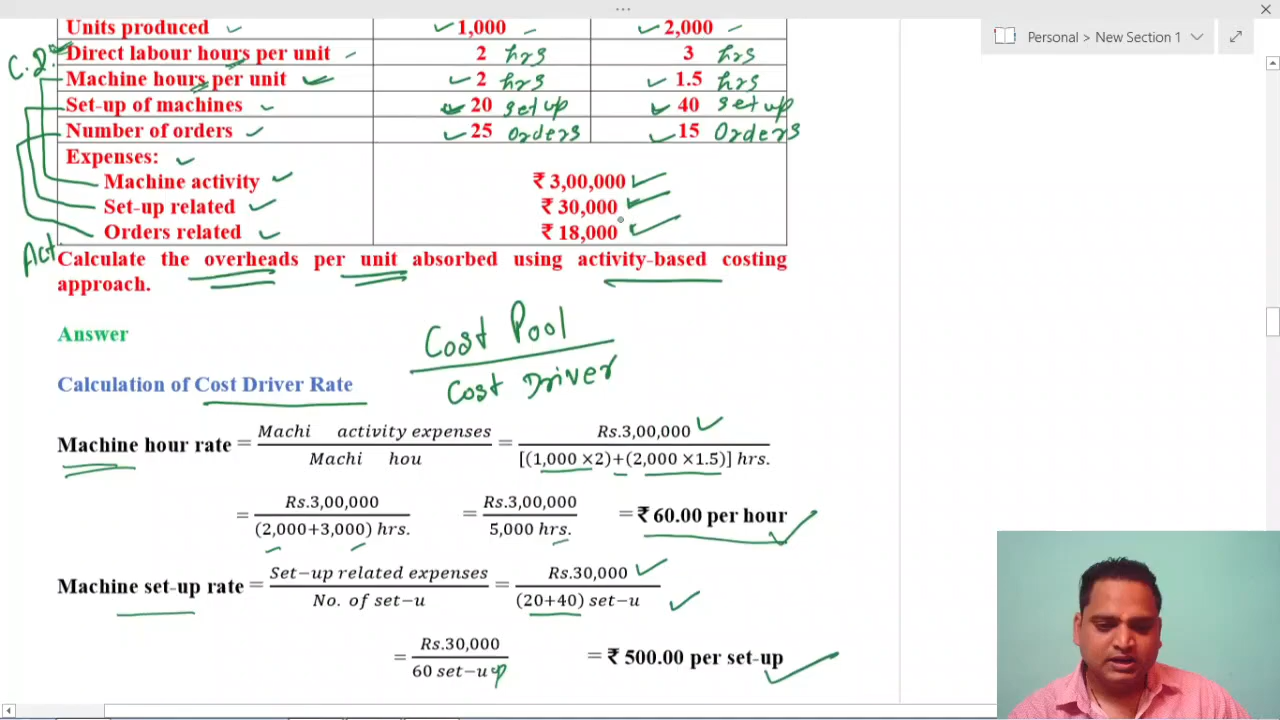 Personal > New Section 1
Units produced 1,000 2,000
C.D. Direct labour hours per unit 2 hrs 3 hrs
Machine hours per unit 2 hrs 1.5 hrs
Set-up of machines 20 set up 40 set up
Number of orders 25 orders 15 orders
Expenses:
Machine activity ₹ 3,00,000
Set-up related ₹ 30,000
Orders related ₹ 18,000
Act. Calculate the overheads per unit absorbed using activity-based costing
approach.
Answer
Cost Pool
Cost Driver
Calculation of Cost Driver Rate
Machine hour rate = Machi activity expenses / Machi hou = Rs.3,00,000 / [(1,000 ×2)+(2,000 ×1.5)] hrs.
= Rs.3,00,000 / (2,000+3,000) hrs. = Rs.3,00,000 / 5,000 hrs. = ₹ 60.00 per hour
Machine set-up rate = Set−up related expenses / No. of set−u = Rs.30,000 / (20+40) set−u
= Rs.30,000 / 60 set−up = ₹ 500.00 per set-up